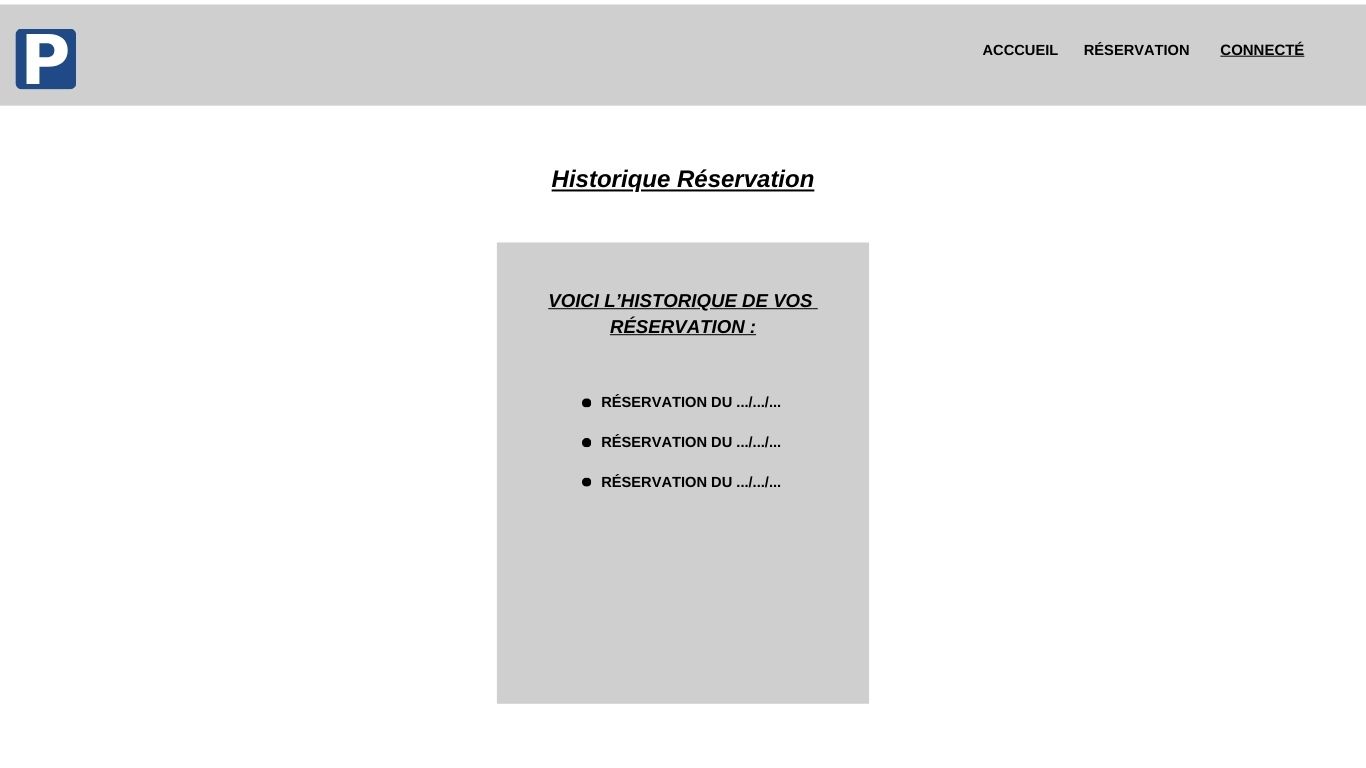 P
ACCCUEIL RÉSERVATION CONNECTÉ
Historique Réservation
VOICI L’HISTORIQUE DE VOS
RÉSERVATION :
● RÉSERVATION DU .../.../...
● RÉSERVATION DU .../.../...
● RÉSERVATION DU .../.../...